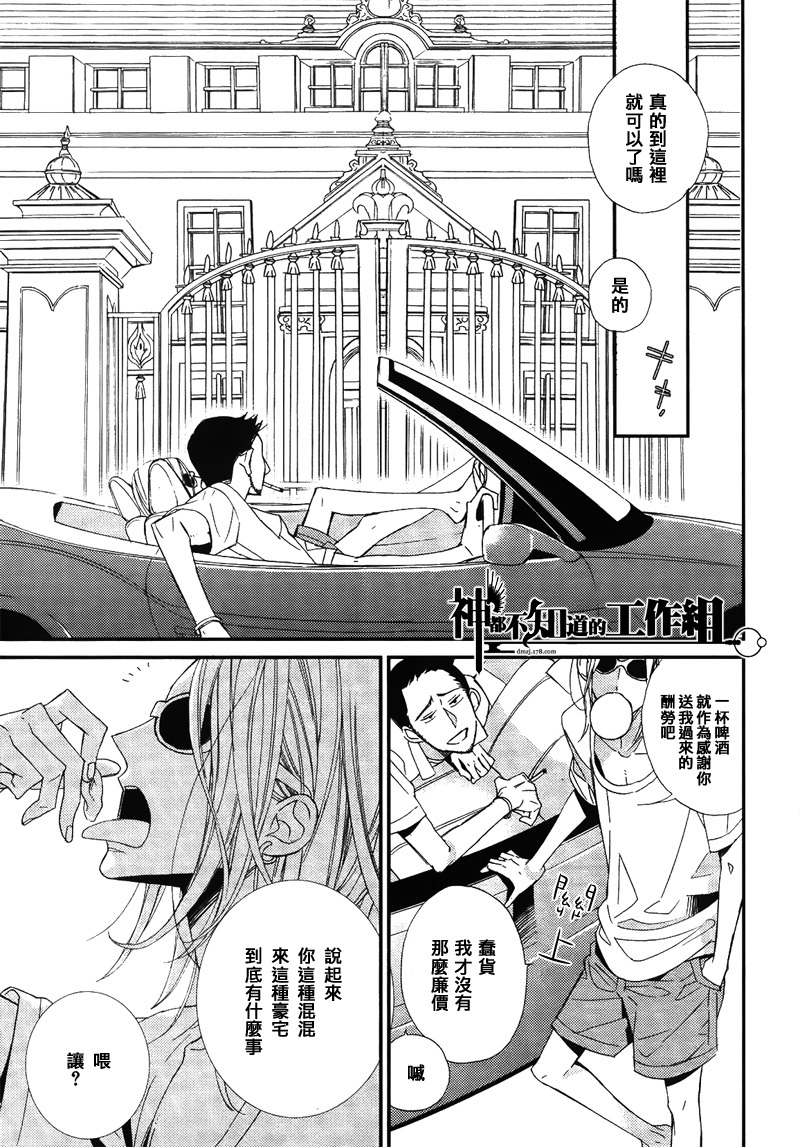 真的到這裡
就可以了嗎
是的
キキッ
神都不知道的工作組
dmzj.178.com
一杯啤酒
就作為感謝你
送我過來的
酬勞吧
關上
蠢貨
我才沒有
那麼廉價
嘁
說起來
你這種混混
來這種豪宅
到底有什麼事
喂
讓？